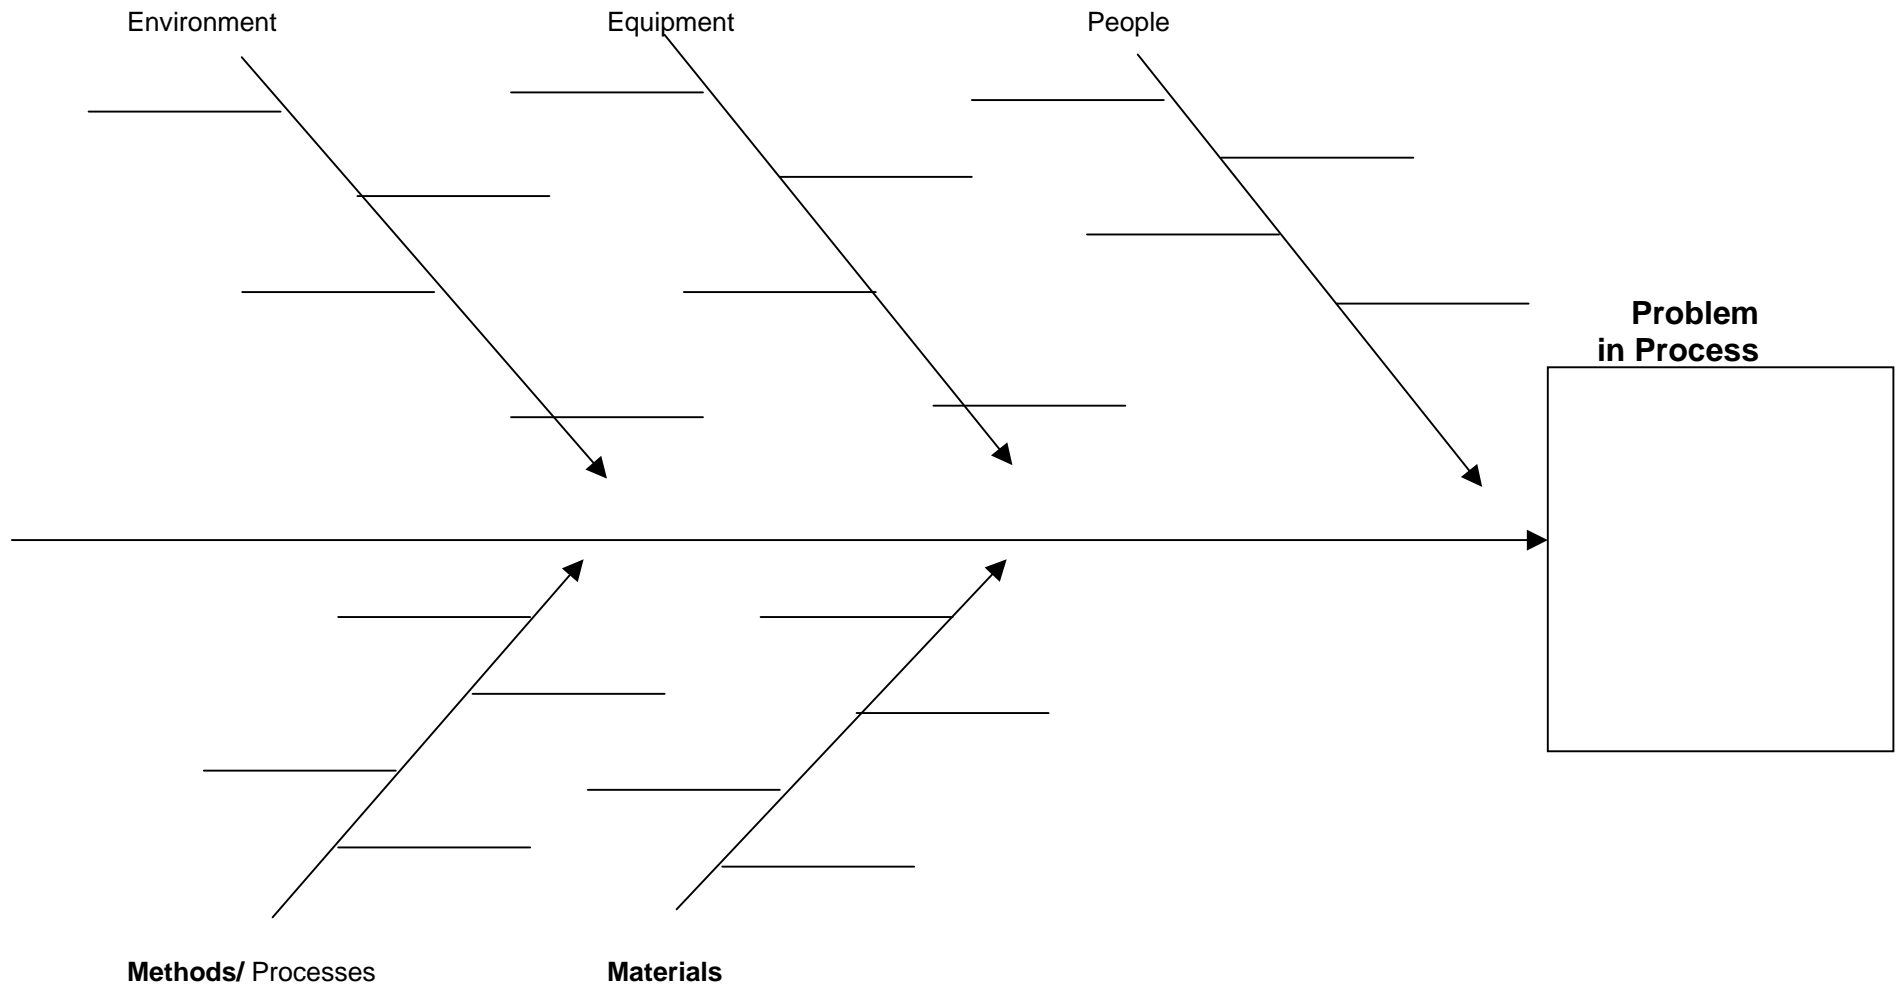 Environment
Equipment
People
Problem
in Process
Methods/ Processes
Materials